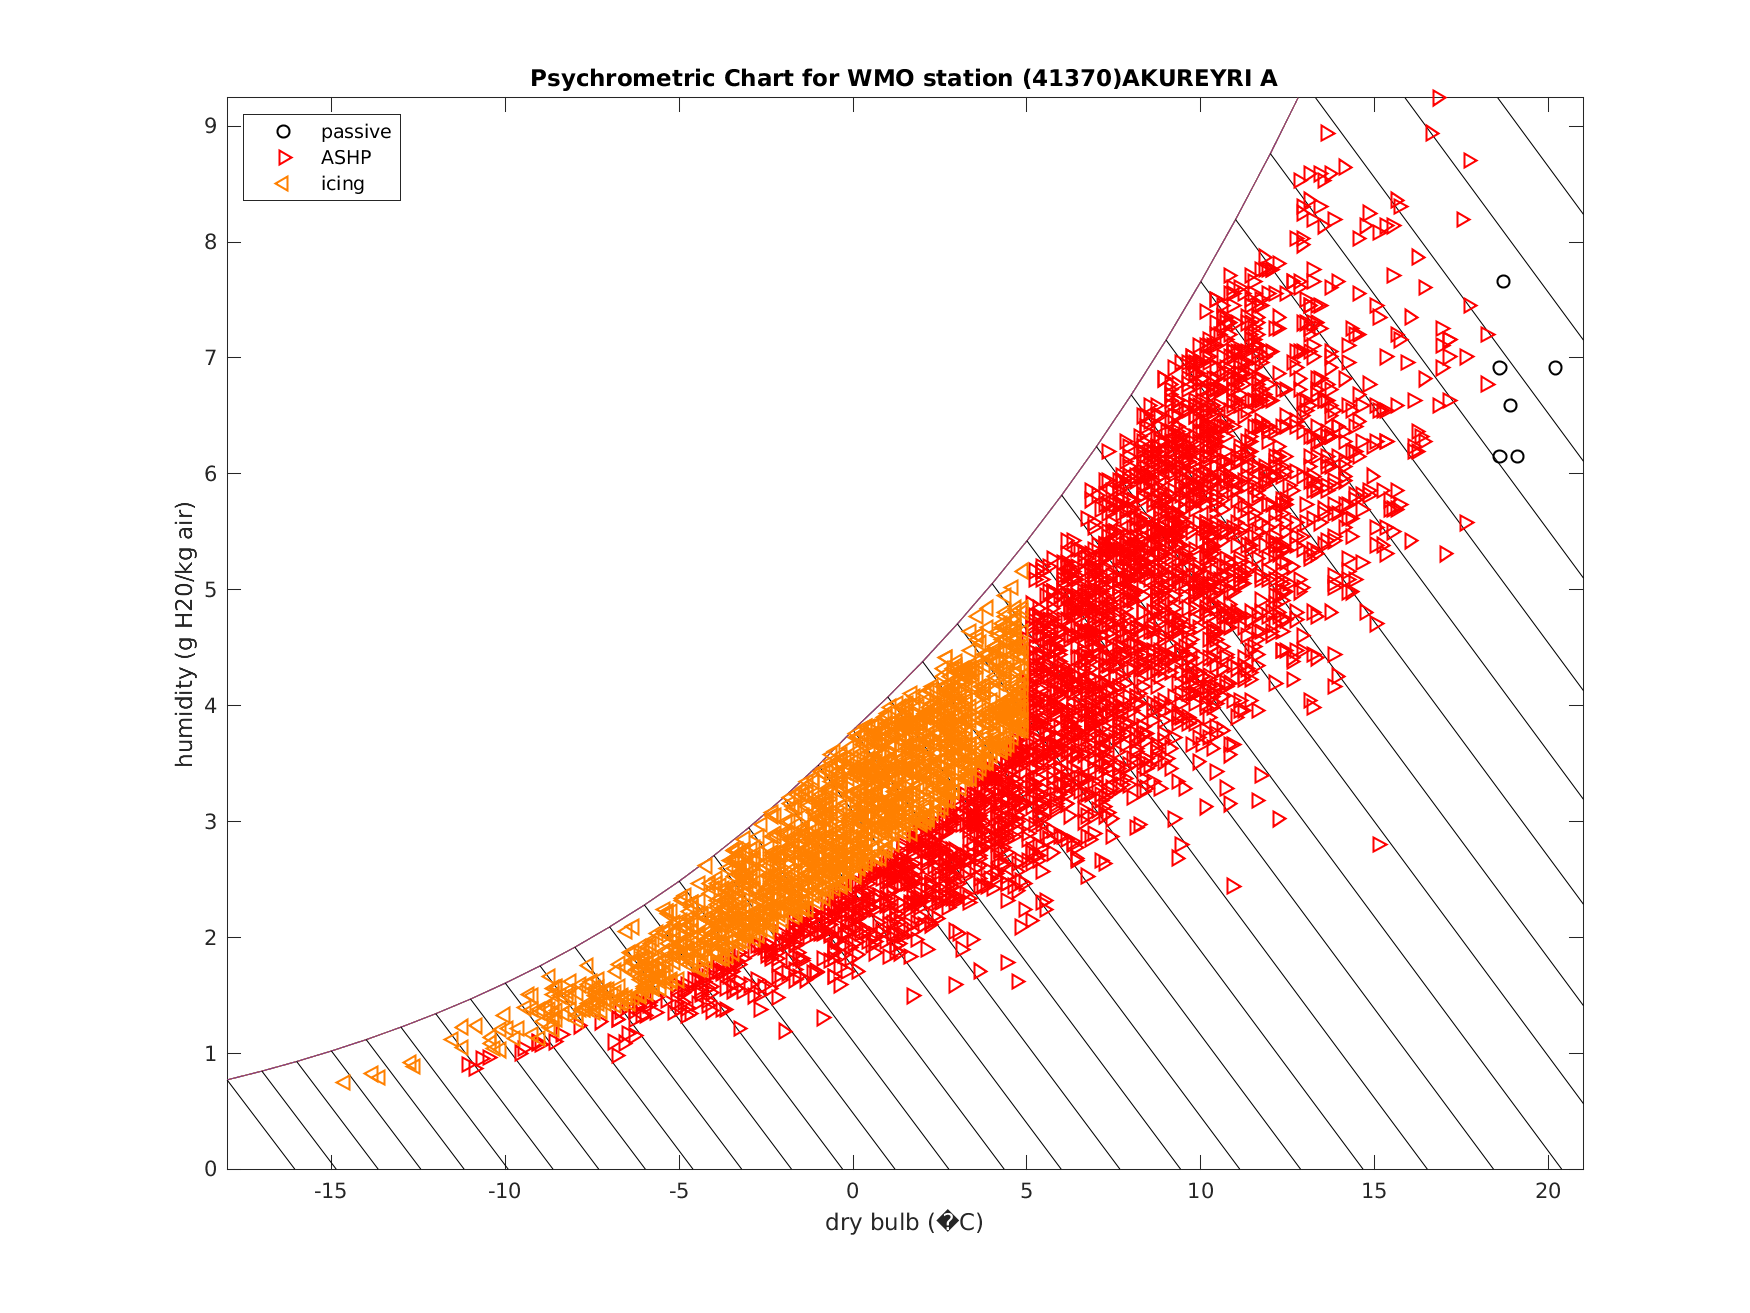 Psychrometric Chart for WMO station (41370)AKUREYRI A
passive
ASHP
icing
9
8
7
6
5
4
3
2
1
0
humidity (g H20/kg air)
-15 -10 -5 0 5 10 15 20
dry bulb (�C)